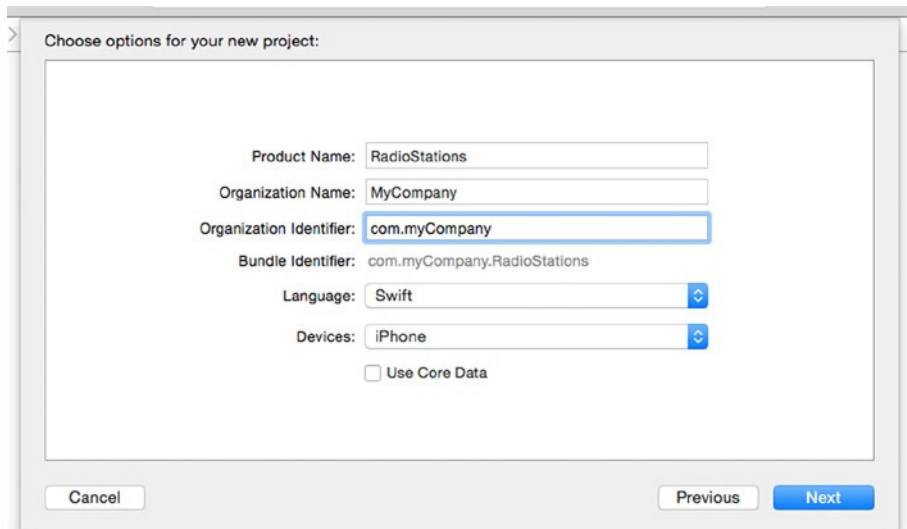 Choose options for your new project:
Product Name: RadioStations
Organization Name: MyCompany
Organization Identifier: com.myCompany
Bundle Identifier: com.myCompany.RadioStations
Language: Swift
Devices: iPhone
Use Core Data
Cancel Previous Next